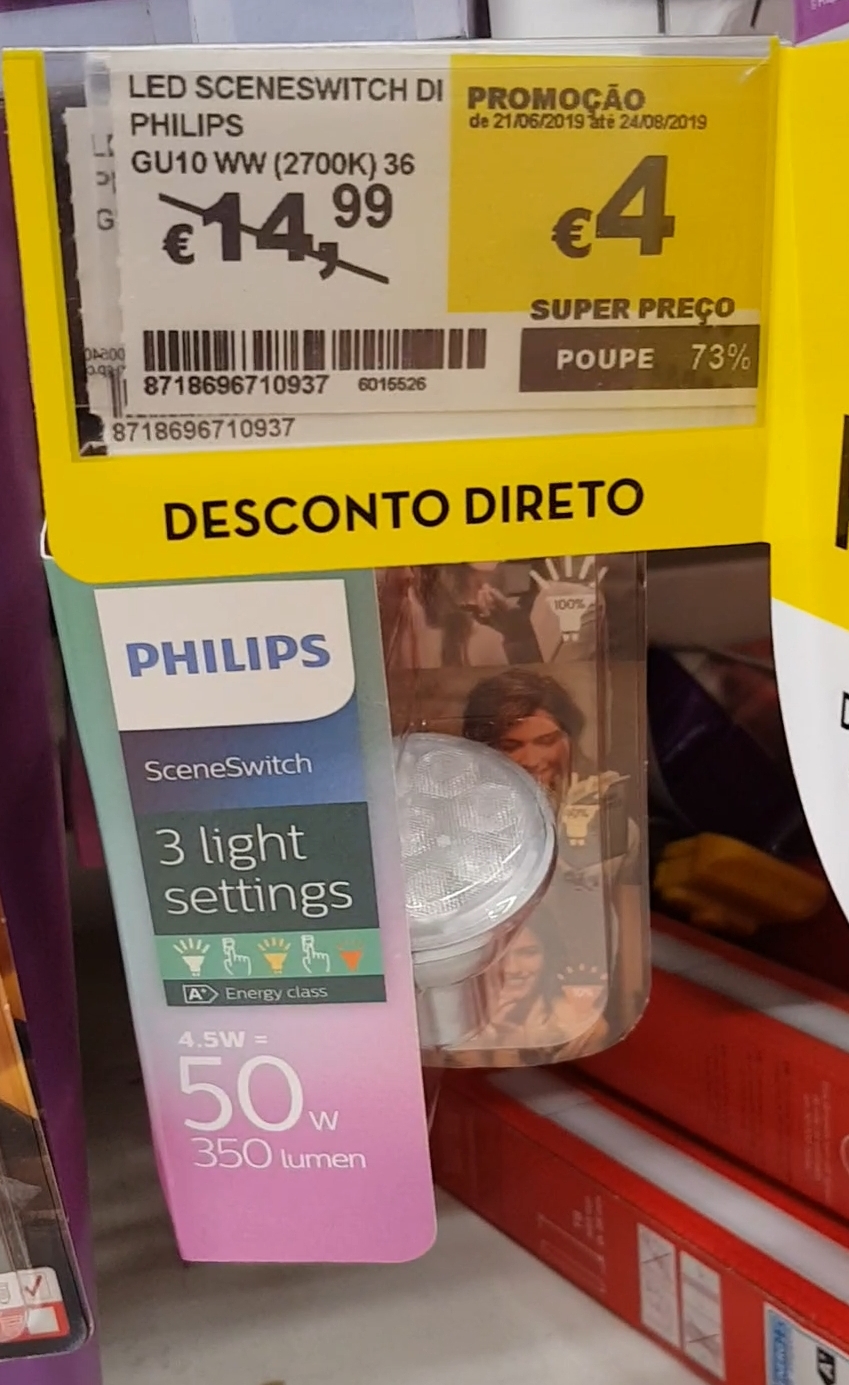 LED SCENESWITCH DI
PHILIPS
GU10 WW (2700K) 36
€14,99
PROMOÇÃO
de 21/06/2019 até 24/08/2019
€4
SUPER PREÇO
POUPE 73%
8718696710937 6015526
8718696710937
DESCONTO DIRETO
100%
PHILIPS
SceneSwitch
3 light
settings
A+ Energy class
4.5W =
50W
350 lumen